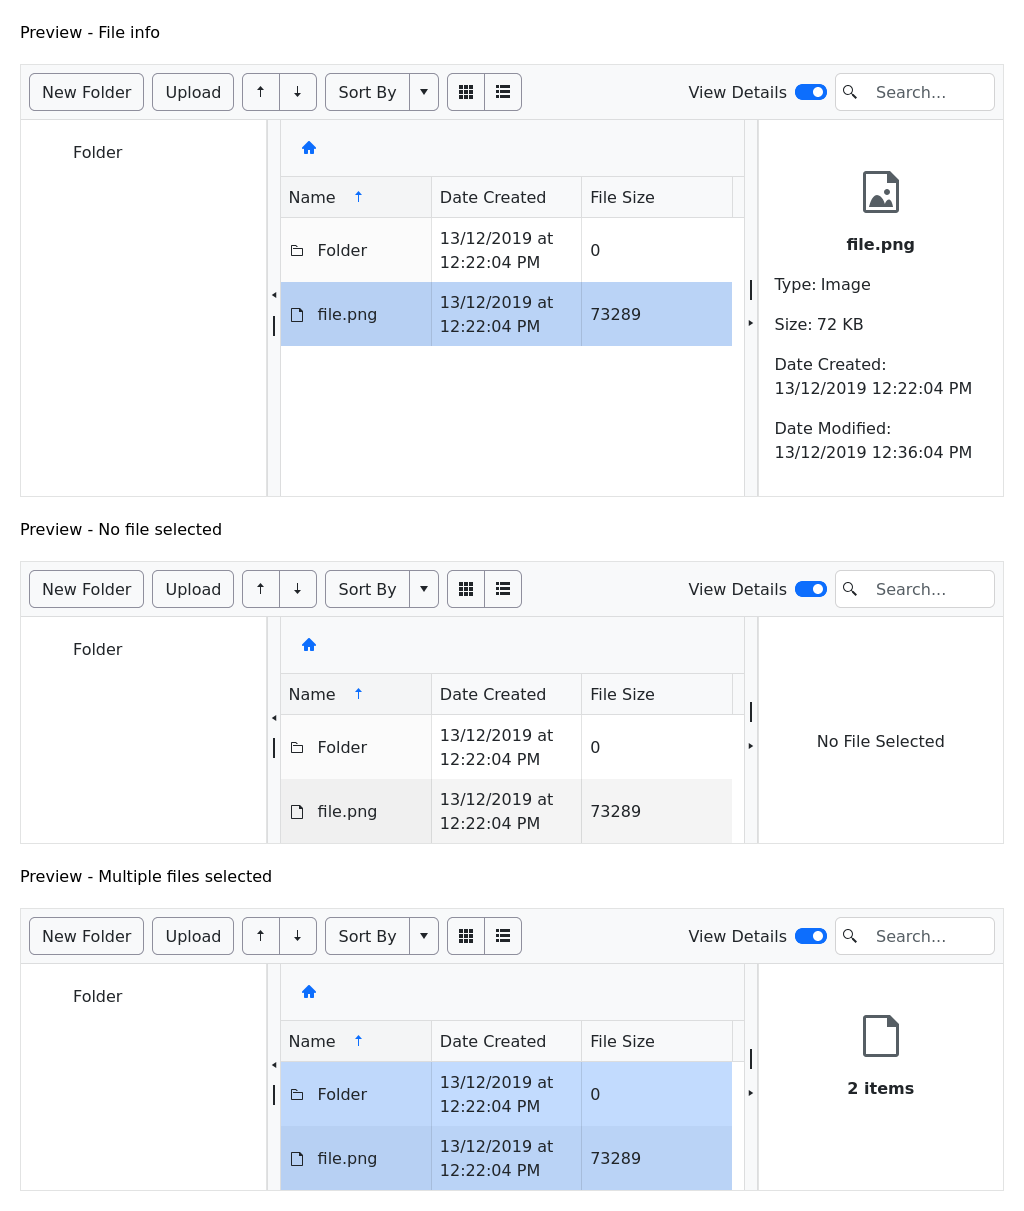 Preview - File info
New Folder Upload Sort By View Details Search...
Folder
Name Date Created File Size
Folder 13/12/2019 at 12:22:04 PM 0
file.png 13/12/2019 at 12:22:04 PM 73289
file.png
Type: Image
Size: 72 KB
Date Created:
13/12/2019 12:22:04 PM
Date Modified:
13/12/2019 12:36:04 PM
Preview - No file selected
New Folder Upload Sort By View Details Search...
Folder
Name Date Created File Size
Folder 13/12/2019 at 12:22:04 PM 0
file.png 13/12/2019 at 12:22:04 PM 73289
No File Selected
Preview - Multiple files selected
New Folder Upload Sort By View Details Search...
Folder
Name Date Created File Size
Folder 13/12/2019 at 12:22:04 PM 0
file.png 13/12/2019 at 12:22:04 PM 73289
2 items